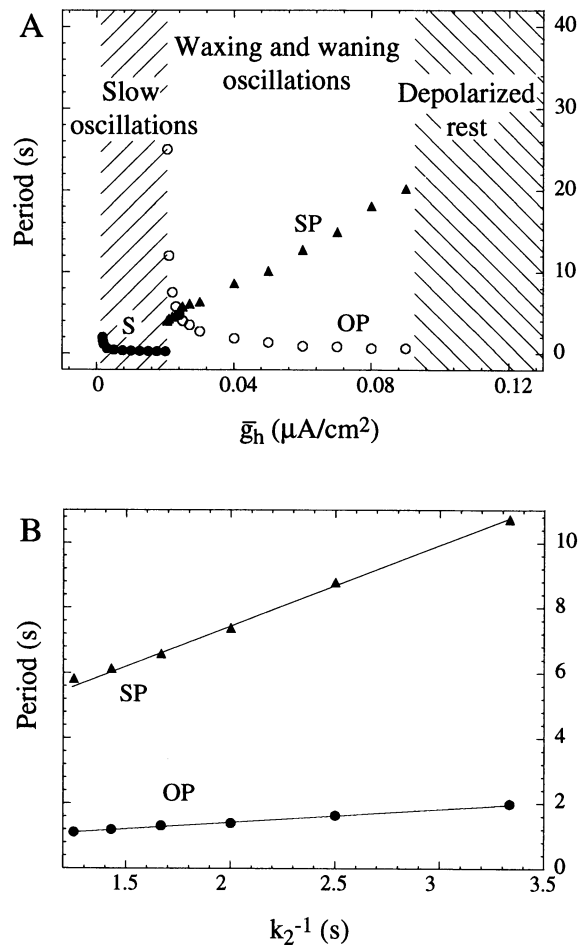 A
Waxing and waning
oscillations
Slow
oscillations
Depolarized
rest
SP
S
OP
Period (s)
40
30
20
10
0
0
0.04
0.08
0.12
g̅h (μA/cm2)
B
Period (s)
SP
OP
10
8
6
4
2
0
1.5
2
2.5
3
3.5
k2-1 (s)